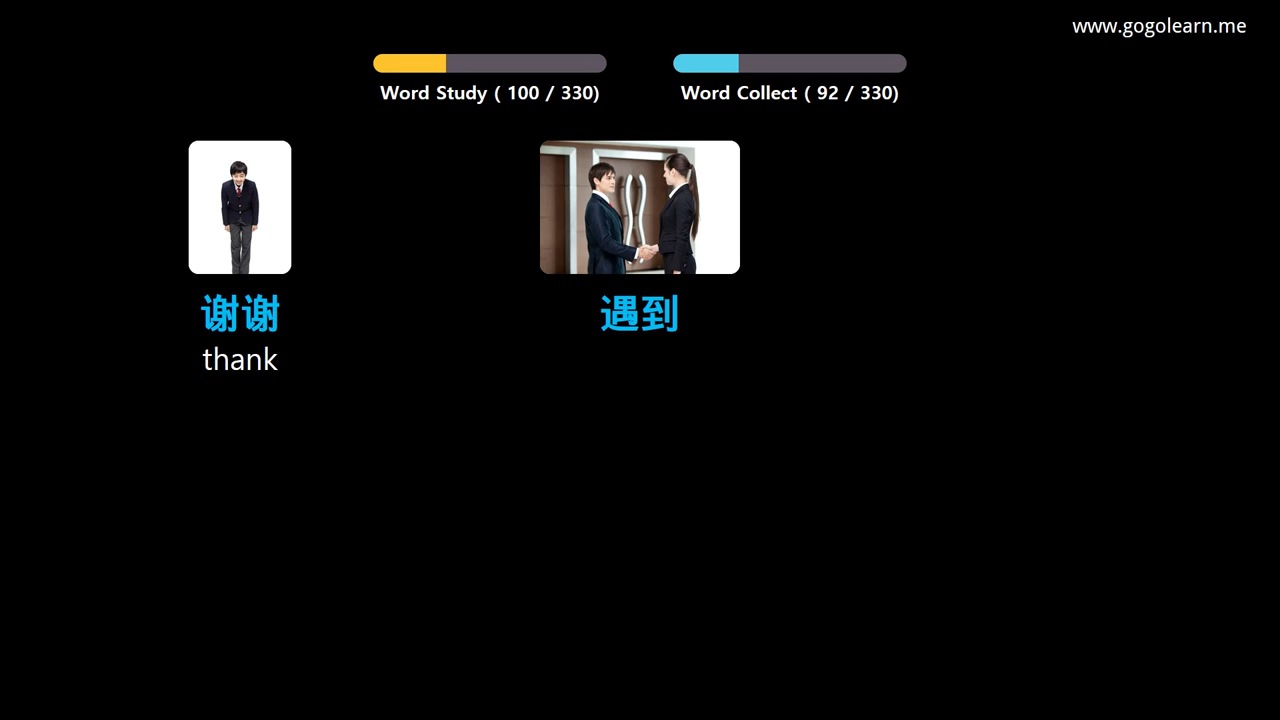 www.gogolearn.me
Word Study ( 100 / 330)
Word Collect ( 92 / 330)
谢谢
thank
遇到